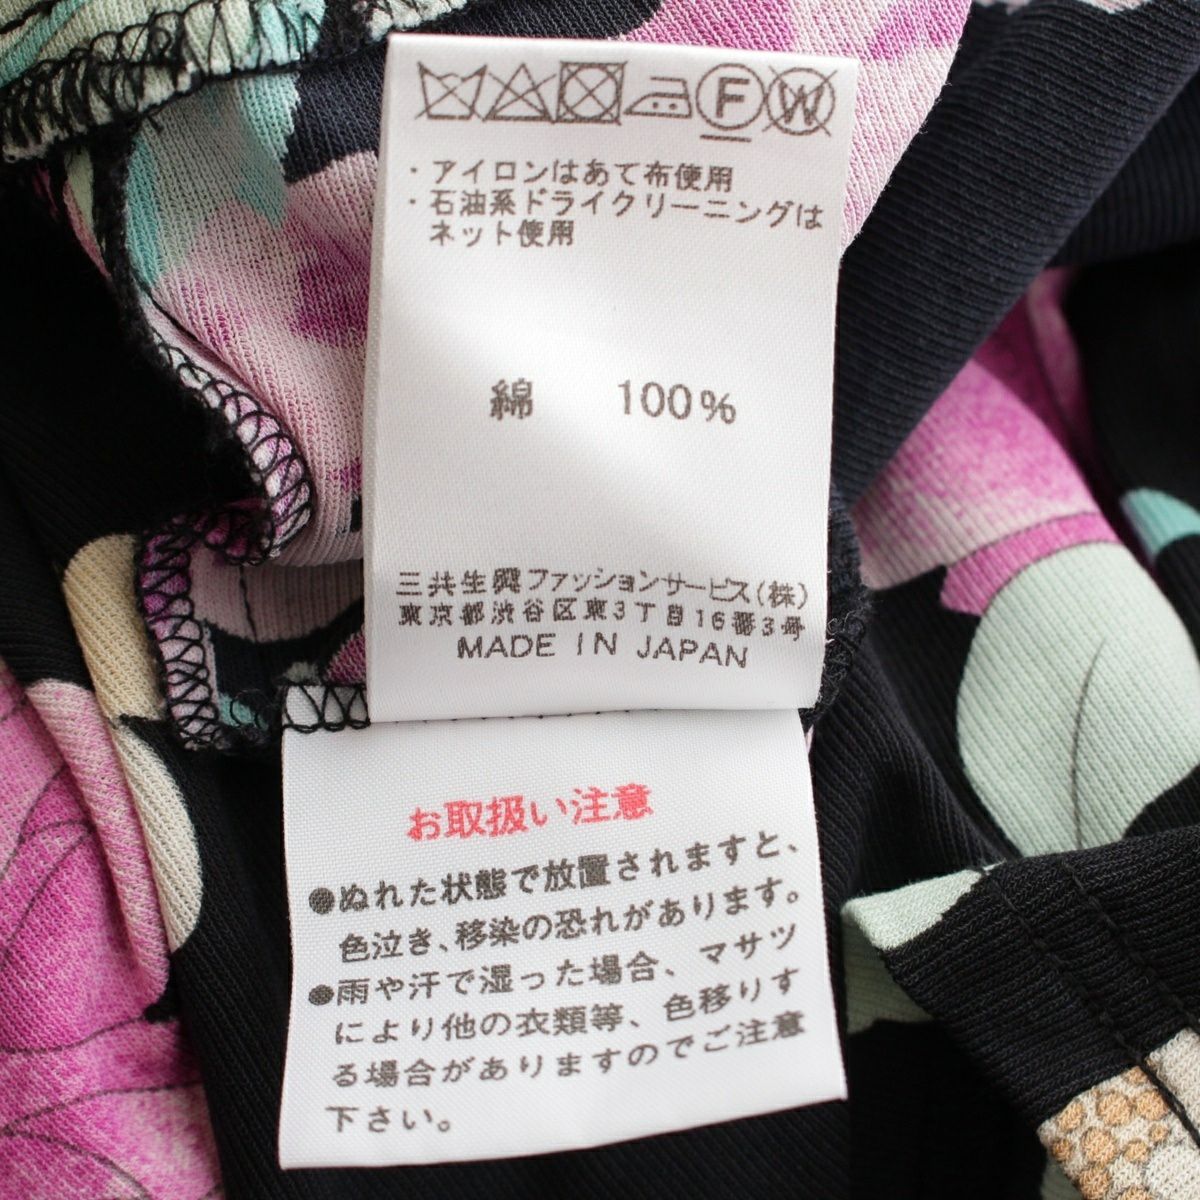 F W
・アイロンはあて布使用
・石油系ドライクリーニングは
ネット使用
綿 100%
三共生興ファッションサービス(株)
東京都渋谷区東3丁目16番3号
MADE IN JAPAN
お取扱い注意
●ぬれた状態で放置されますと、
色泣き、移染の恐れがあります。
●雨や汗で湿った場合、マサツ
により他の衣類等、色移りす
る場合がありますのでご注意
下さい。